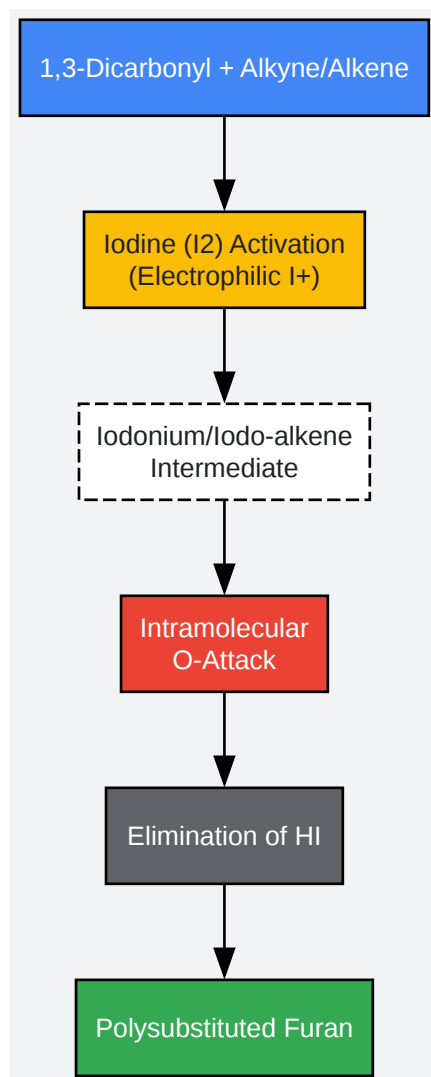 1,3-Dicarbonyl + Alkyne/Alkene
Iodine (I2) Activation
(Electrophilic I+)
Iodonium/Iodo-alkene
Intermediate
Intramolecular
O-Attack
Elimination of HI
Polysubstituted Furan